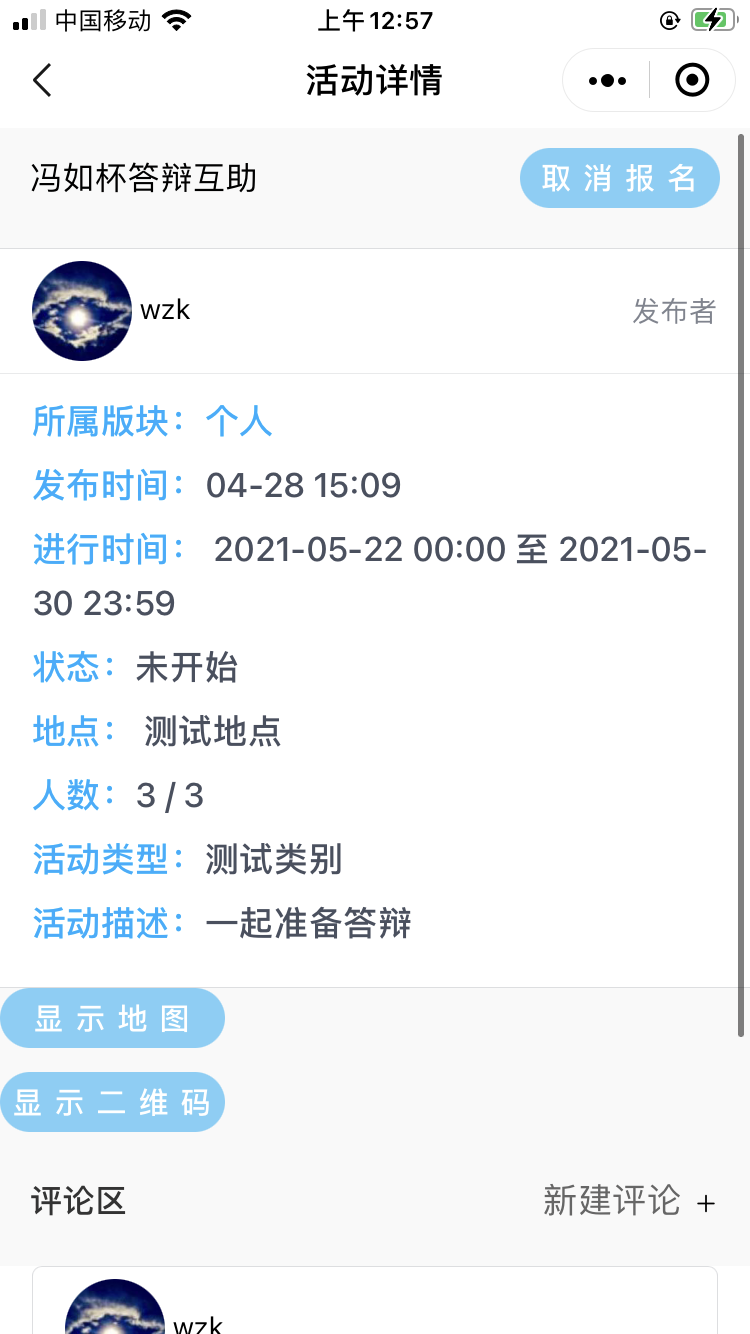 中国移动 上午12:57
活动详情
冯如杯答辩互助 取消报名
wzk 发布者
所属版块：个人
发布时间：04-28 15:09
进行时间： 2021-05-22 00:00 至 2021-05-
30 23:59
状态：未开始
地点： 测试地点
人数：3 / 3
活动类型：测试类别
活动描述：一起准备答辩
显示地图
显示二维码
评论区 新建评论 +
wzk